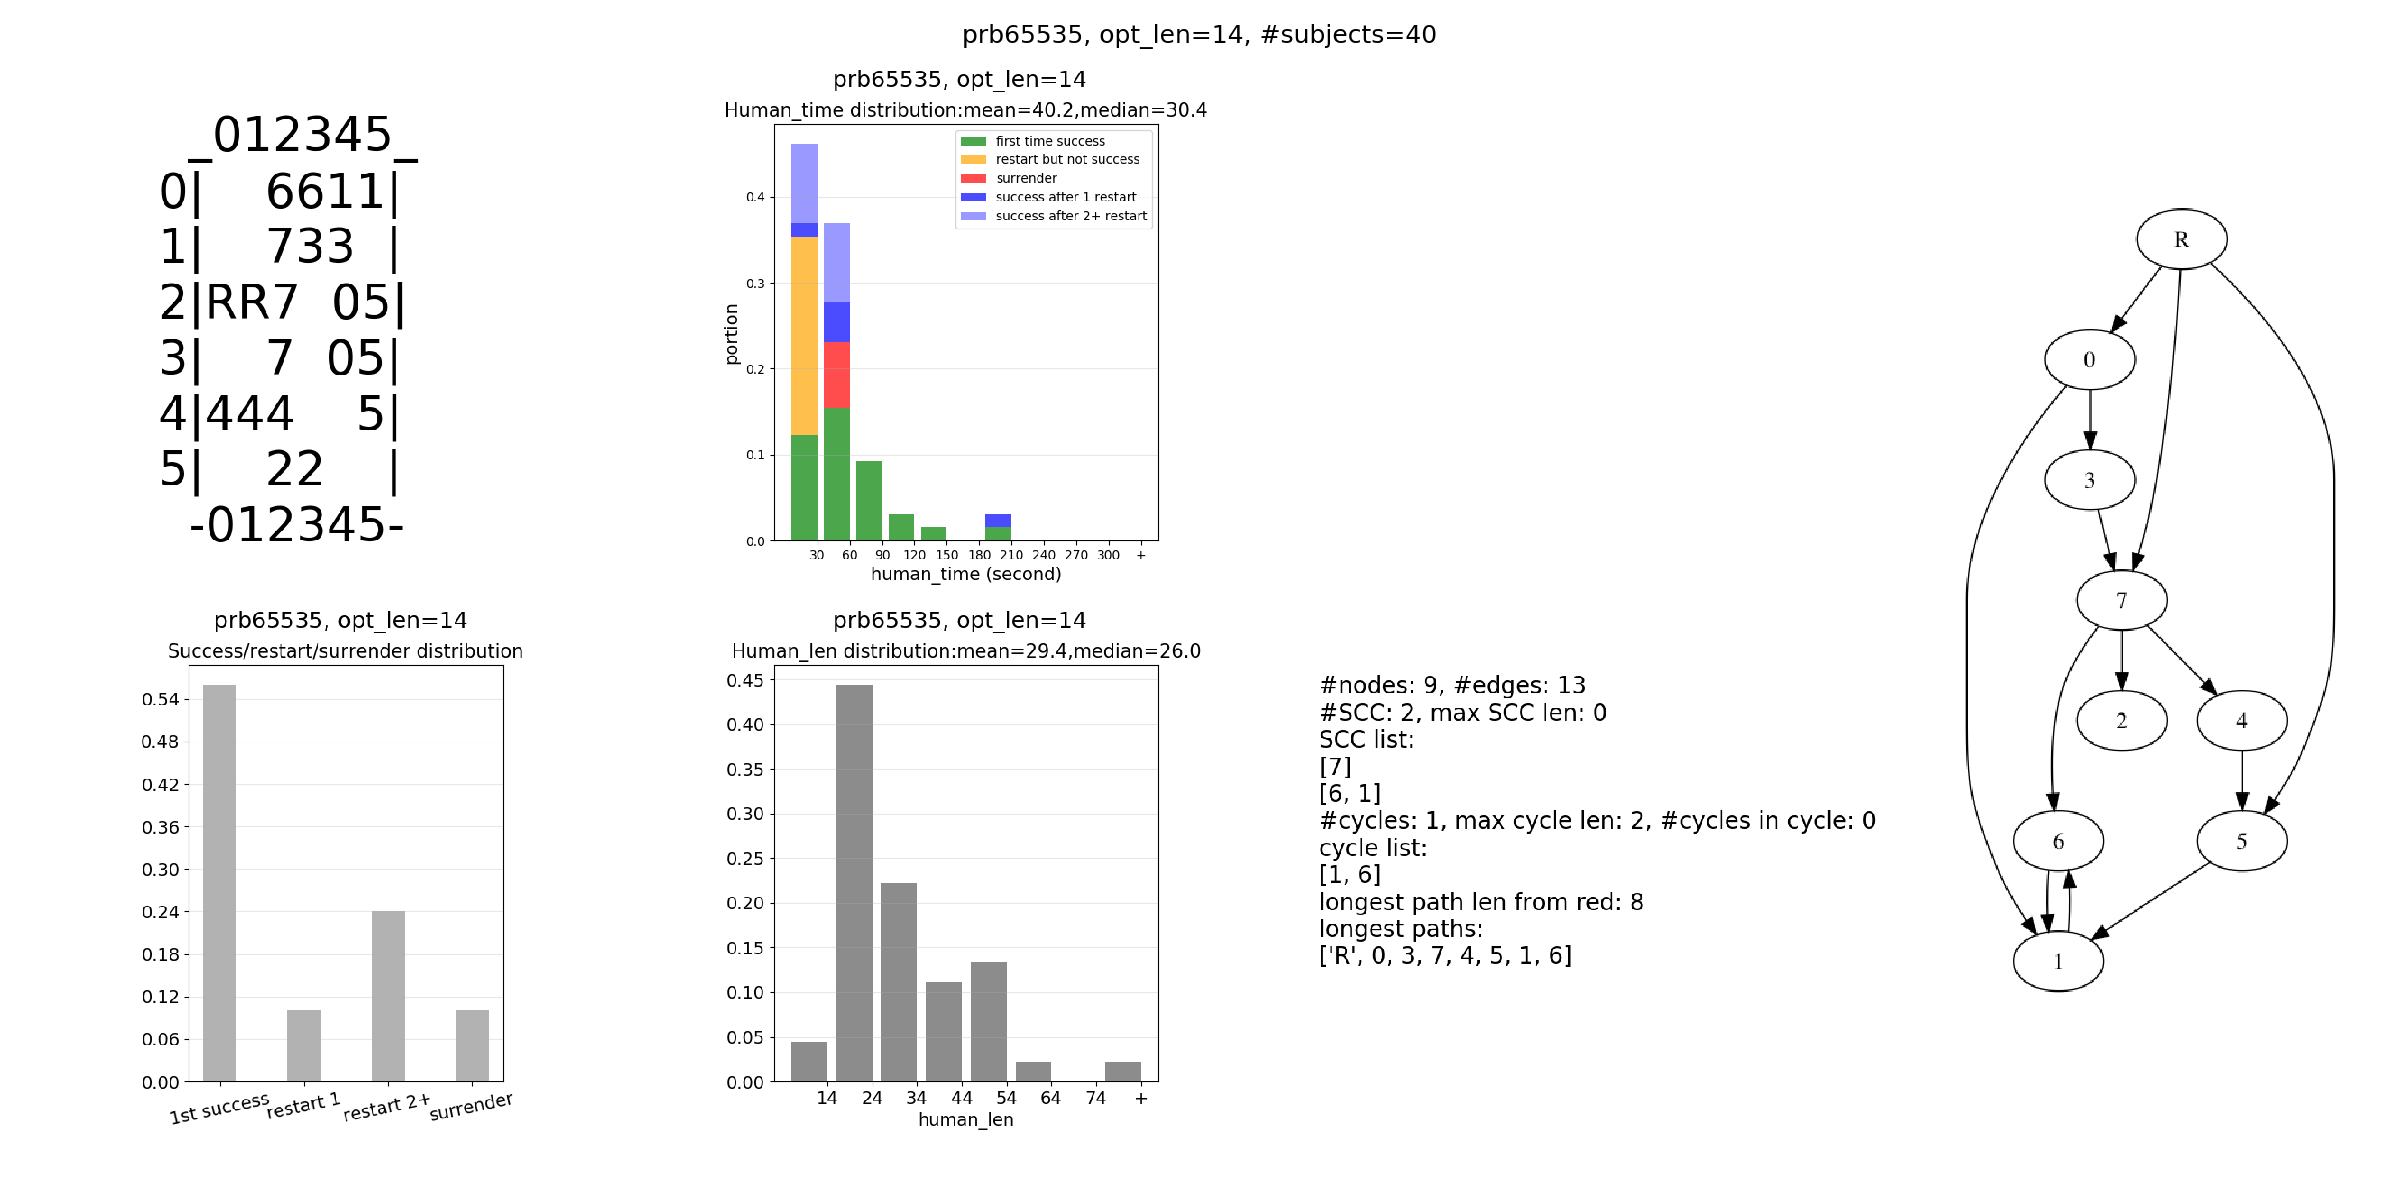 prb65535, opt_len=14, #subjects=40
_012345_
0|  6611|
1|  733 |
2|RR7 05|
3|  7 05|
4|444  5|
5|  22  |
-012345-
prb65535, opt_len=14
Human_time distribution:mean=40.2,median=30.4
first time success
restart but not success
surrender
success after 1 restart
success after 2+ restart
portion
0.4
0.3
0.2
0.1
0.0
30 60 90 120 150 180 210 240 270 300 +
human_time (second)
prb65535, opt_len=14
Success/restart/surrender distribution
0.54
0.48
0.42
0.36
0.30
0.24
0.18
0.12
0.06
0.00
1st success restart 1 restart 2+ surrender
prb65535, opt_len=14
Human_len distribution:mean=29.4,median=26.0
0.45
0.40
0.35
0.30
0.25
0.20
0.15
0.10
0.05
0.00
14 24 34 44 54 64 74 +
human_len
#nodes: 9, #edges: 13
#SCC: 2, max SCC len: 0
SCC list:
[7]
[6, 1]
#cycles: 1, max cycle len: 2, #cycles in cycle: 0
cycle list:
[1, 6]
longest path len from red: 8
longest paths:
['R', 0, 3, 7, 4, 5, 1, 6]
R
0
3
7
2 4
6 5
1